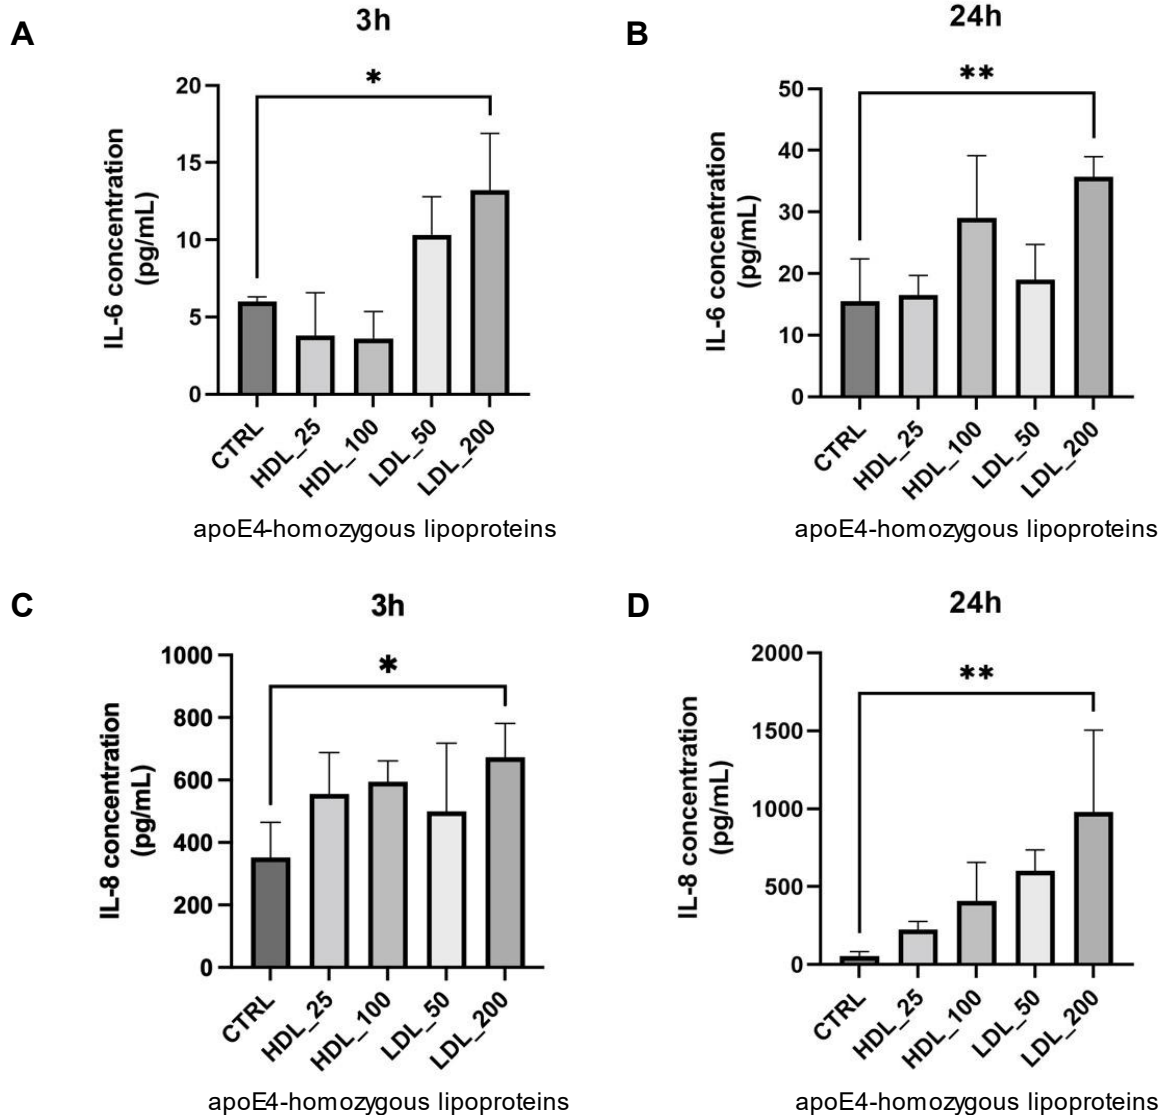 A
3h
IL-6 concentration
(pg/mL)
20
15
10
5
0
*
CTRL
HDL_25
HDL_100
LDL_50
LDL_200
apoE4-homozygous lipoproteins
B
24h
IL-6 concentration
(pg/mL)
50
40
30
20
10
0
**
CTRL
HDL_25
HDL_100
LDL_50
LDL_200
apoE4-homozygous lipoproteins
C
3h
IL-8 concentration
(pg/mL)
1000
800
600
400
200
0
*
CTRL
HDL_25
HDL_100
LDL_50
LDL_200
apoE4-homozygous lipoproteins
D
24h
IL-8 concentration
(pg/mL)
2000
1500
1000
500
0
**
CTRL
HDL_25
HDL_100
LDL_50
LDL_200
apoE4-homozygous lipoproteins